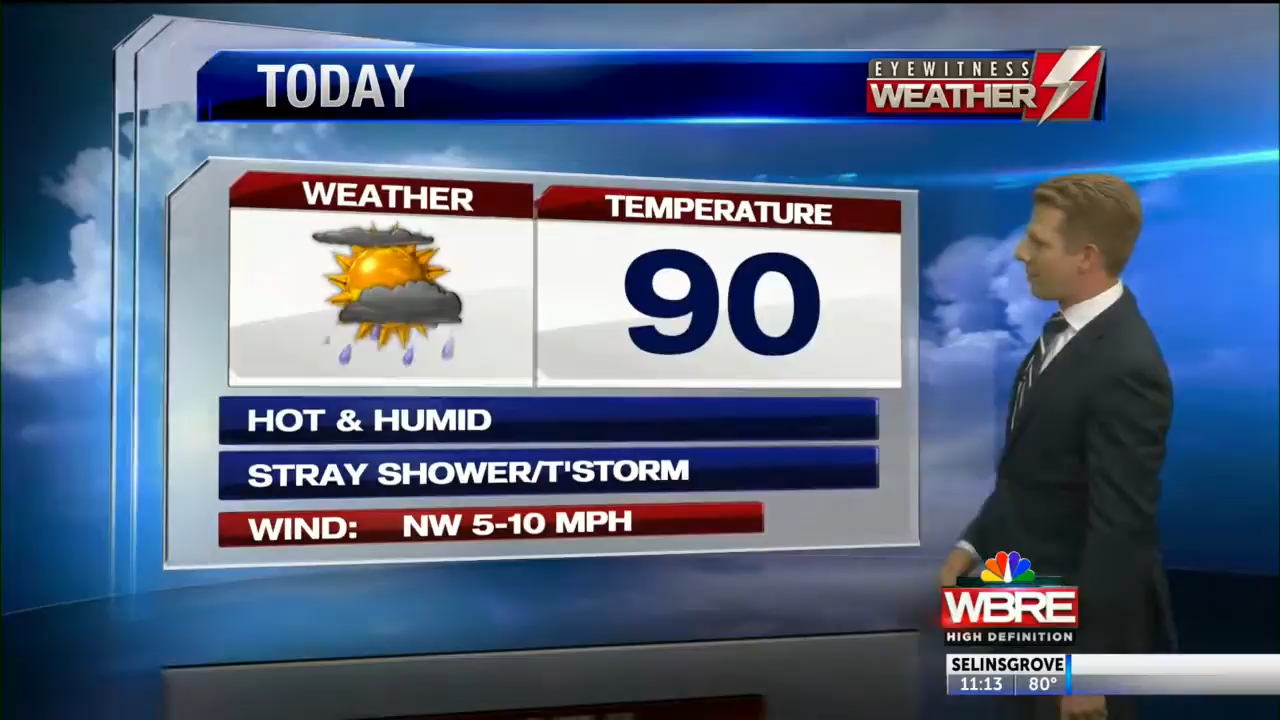 TODAY
EYEWITNESS
WEATHER
WEATHER
TEMPERATURE
90
HOT & HUMID
STRAY SHOWER/T'STORM
WIND: NW 5-10 MPH
WBRE
HIGH DEFINITION
SELINSGROVE
11:13 80°